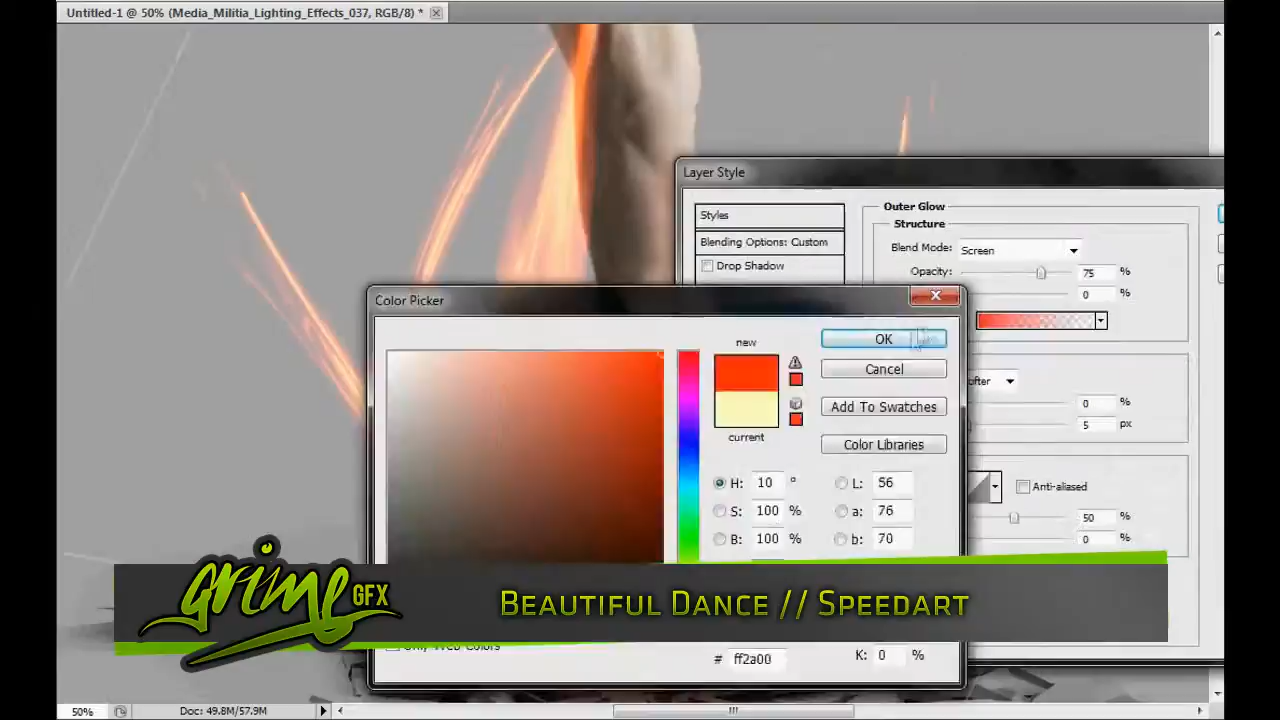 Untitled-1 @ 50% (Media_Militia_Lighting_Effects_037, RGB/8) *
Layer Style
Styles
Blending Options: Custom
Drop Shadow
Outer Glow
Structure
Blend Mode: Screen
Opacity: 75 %
0 %
Color Picker
new
current
OK
Cancel
Add To Swatches
Color Libraries
0 %
5 px
Anti-aliased
50 %
0 %
H: 10 °
S: 100 %
B: 100 %
L: 56
a: 76
b: 70
grime GFX
Beautiful Dance // Speedart
Only Web Colors
# ff2a00
K: 0 %
50%
Doc: 49.8M/57.9M